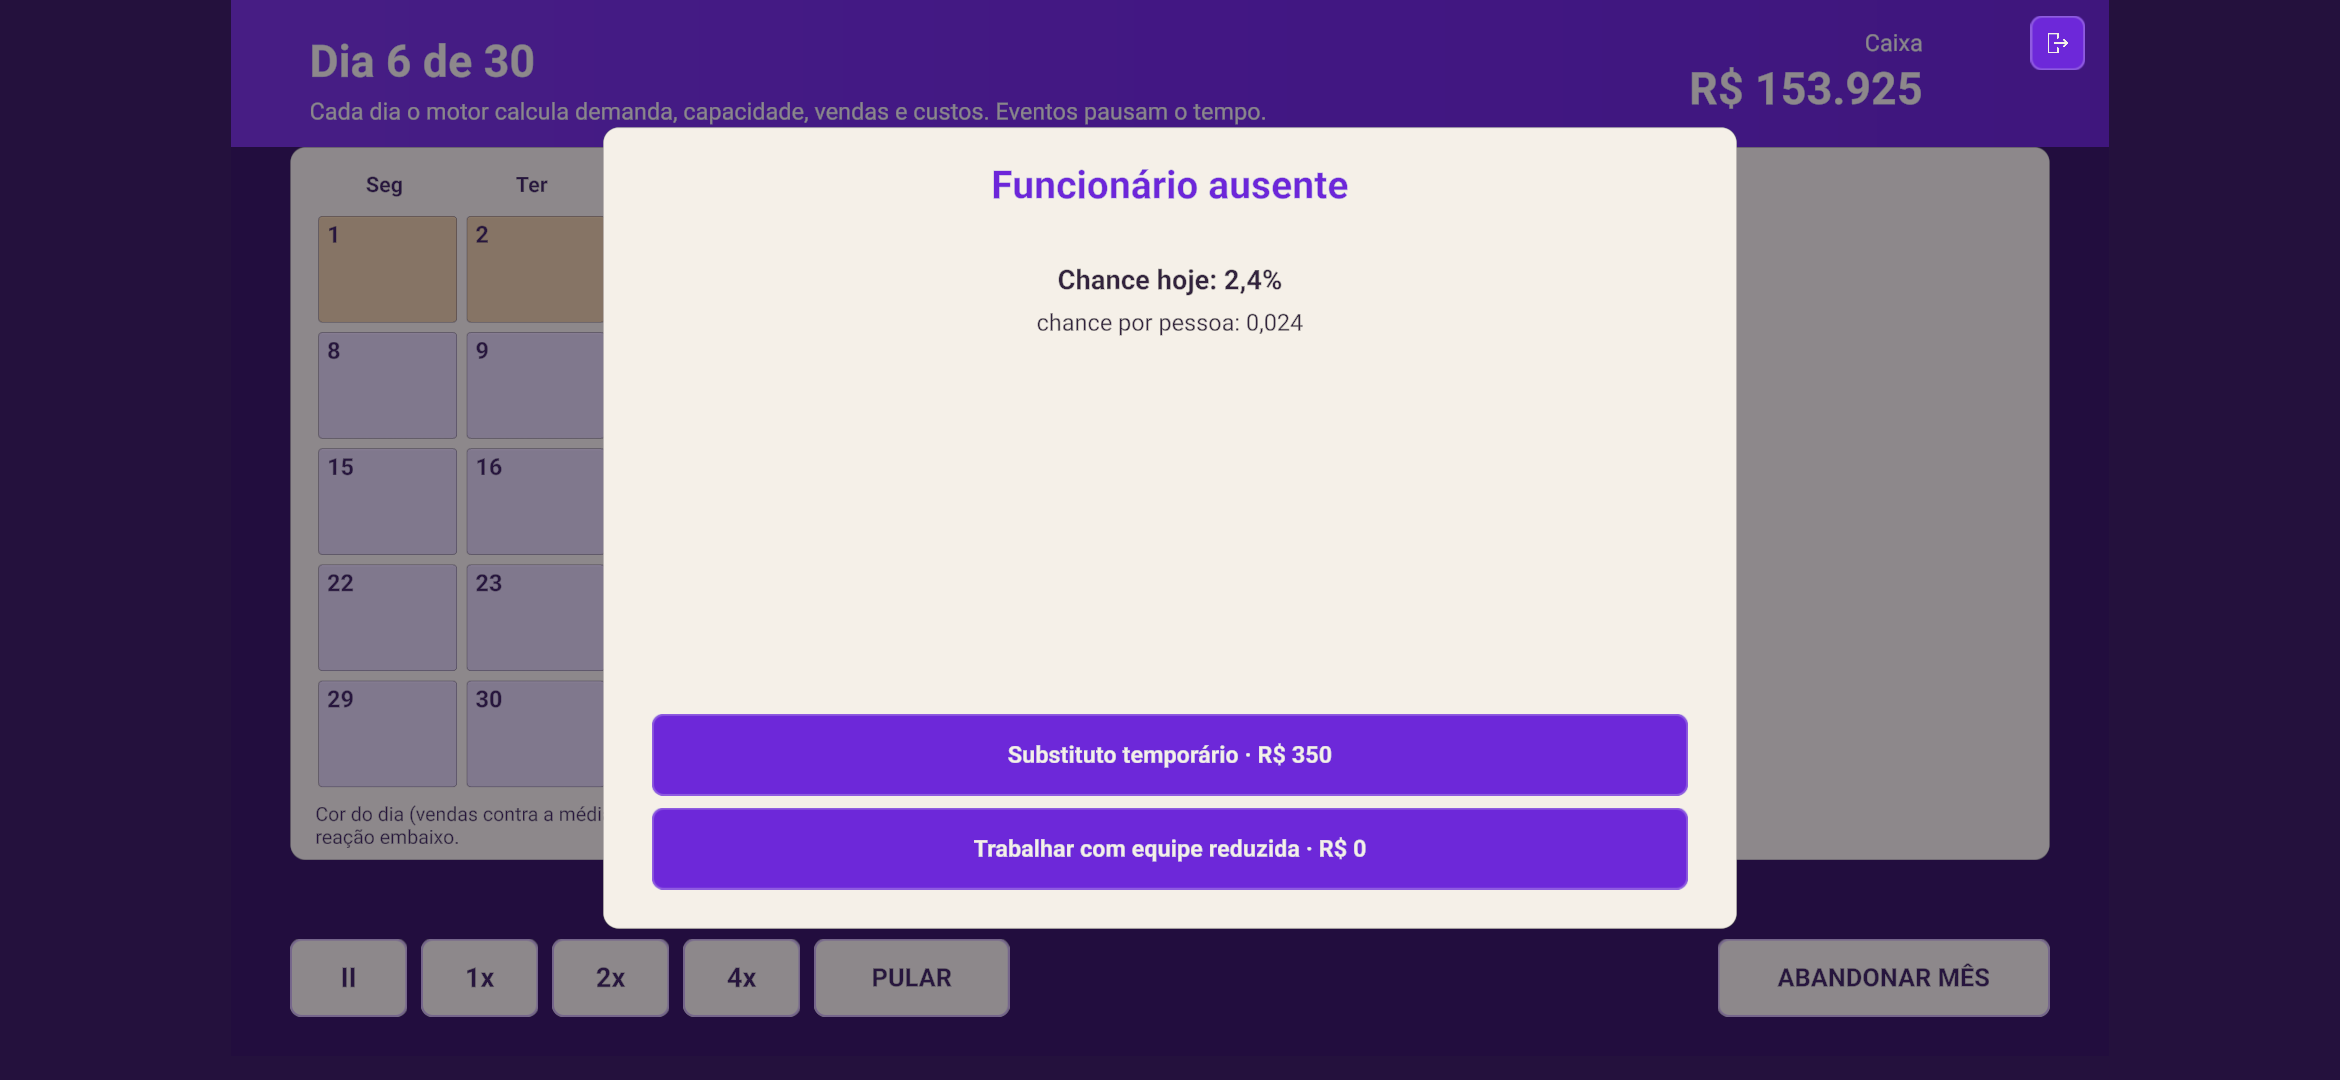 Dia 6 de 30
Cada dia o motor calcula demanda, capacidade, vendas e custos. Eventos pausam o tempo.
Caixa
R$ 153.925
Seg
Ter
1
2
8
9
15
16
22
23
29
30
Cor do dia (vendas contra a médi
reação embaixo.
Funcionário ausente
Chance hoje: 2,4%
chance por pessoa: 0,024
Substituto temporário · R$ 350
Trabalhar com equipe reduzida · R$ 0
II
1x
2x
4x
PULAR
ABANDONAR MÊS